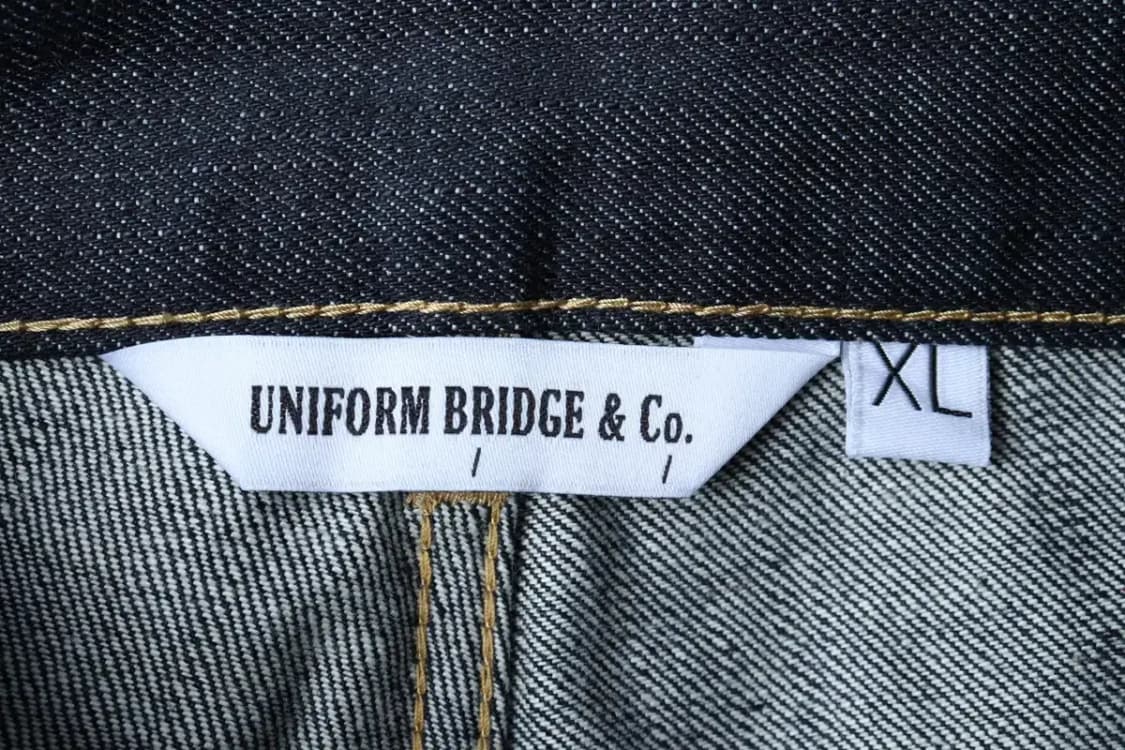 UNIFORM BRIDGE & Co.
/ /
XL